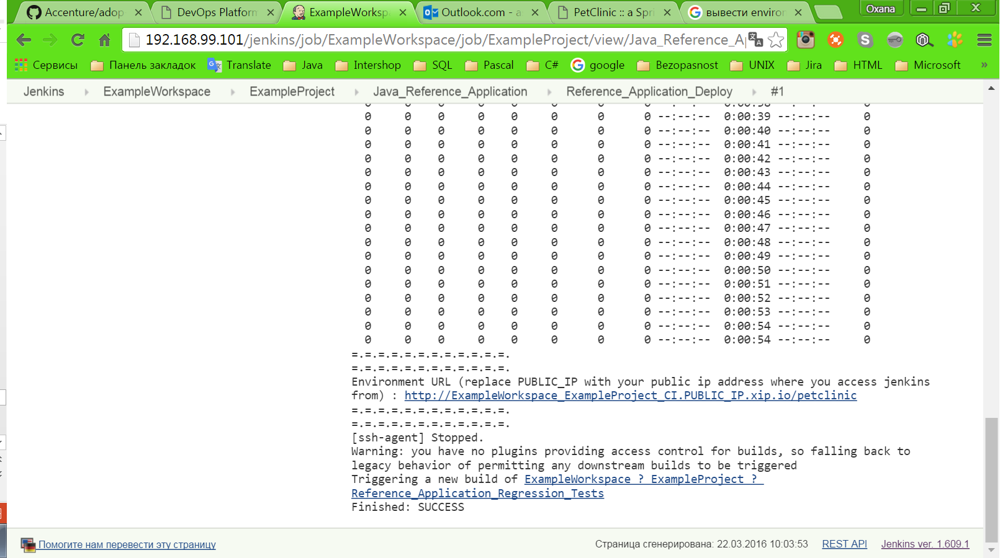 Accenture/adop
DevOps Platform
ExampleWorksp
Outlook.com - a
PetClinic :: a Spri
вывести environ
Oxana
192.168.99.101/jenkins/job/ExampleWorkspace/job/ExampleProject/view/Java_Reference_A
Сервисы Панель закладок Translate Java Intershop SQL Pascal C# google Bezopasnost UNIX Jira HTML Microsoft »
Jenkins ExampleWorkspace ExampleProject Java_Reference_Application Reference_Application_Deploy #1
0 0 0 0 0 0 0 0 --:--:-- 0:00:38 --:--:-- 0
0 0 0 0 0 0 0 0 --:--:-- 0:00:39 --:--:-- 0
0 0 0 0 0 0 0 0 --:--:-- 0:00:40 --:--:-- 0
0 0 0 0 0 0 0 0 --:--:-- 0:00:41 --:--:-- 0
0 0 0 0 0 0 0 0 --:--:-- 0:00:42 --:--:-- 0
0 0 0 0 0 0 0 0 --:--:-- 0:00:43 --:--:-- 0
0 0 0 0 0 0 0 0 --:--:-- 0:00:44 --:--:-- 0
0 0 0 0 0 0 0 0 --:--:-- 0:00:45 --:--:-- 0
0 0 0 0 0 0 0 0 --:--:-- 0:00:46 --:--:-- 0
0 0 0 0 0 0 0 0 --:--:-- 0:00:47 --:--:-- 0
0 0 0 0 0 0 0 0 --:--:-- 0:00:48 --:--:-- 0
0 0 0 0 0 0 0 0 --:--:-- 0:00:49 --:--:-- 0
0 0 0 0 0 0 0 0 --:--:-- 0:00:50 --:--:-- 0
0 0 0 0 0 0 0 0 --:--:-- 0:00:51 --:--:-- 0
0 0 0 0 0 0 0 0 --:--:-- 0:00:52 --:--:-- 0
0 0 0 0 0 0 0 0 --:--:-- 0:00:53 --:--:-- 0
0 0 0 0 0 0 0 0 --:--:-- 0:00:54 --:--:-- 0
0 0 0 0 0 0 0 0 --:--:-- 0:00:54 --:--:-- 0
=.=.=.=.=.=.=.=.=.=.=.=.
=.=.=.=.=.=.=.=.=.=.=.=.
Environment URL (replace PUBLIC_IP with your public ip address where you access jenkins
from) : http://ExampleWorkspace_ExampleProject_CI.PUBLIC_IP.xip.io/petclinic
=.=.=.=.=.=.=.=.=.=.=.=.
=.=.=.=.=.=.=.=.=.=.=.=.
[ssh-agent] Stopped.
Warning: you have no plugins providing access control for builds, so falling back to
legacy behavior of permitting any downstream builds to be triggered
Triggering a new build of ExampleWorkspace ? ExampleProject ?
Reference_Application_Regression_Tests
Finished: SUCCESS
Помогите нам перевести эту страницу
Страница сгенерирована: 22.03.2016 10:03:53 REST API Jenkins ver. 1.609.1